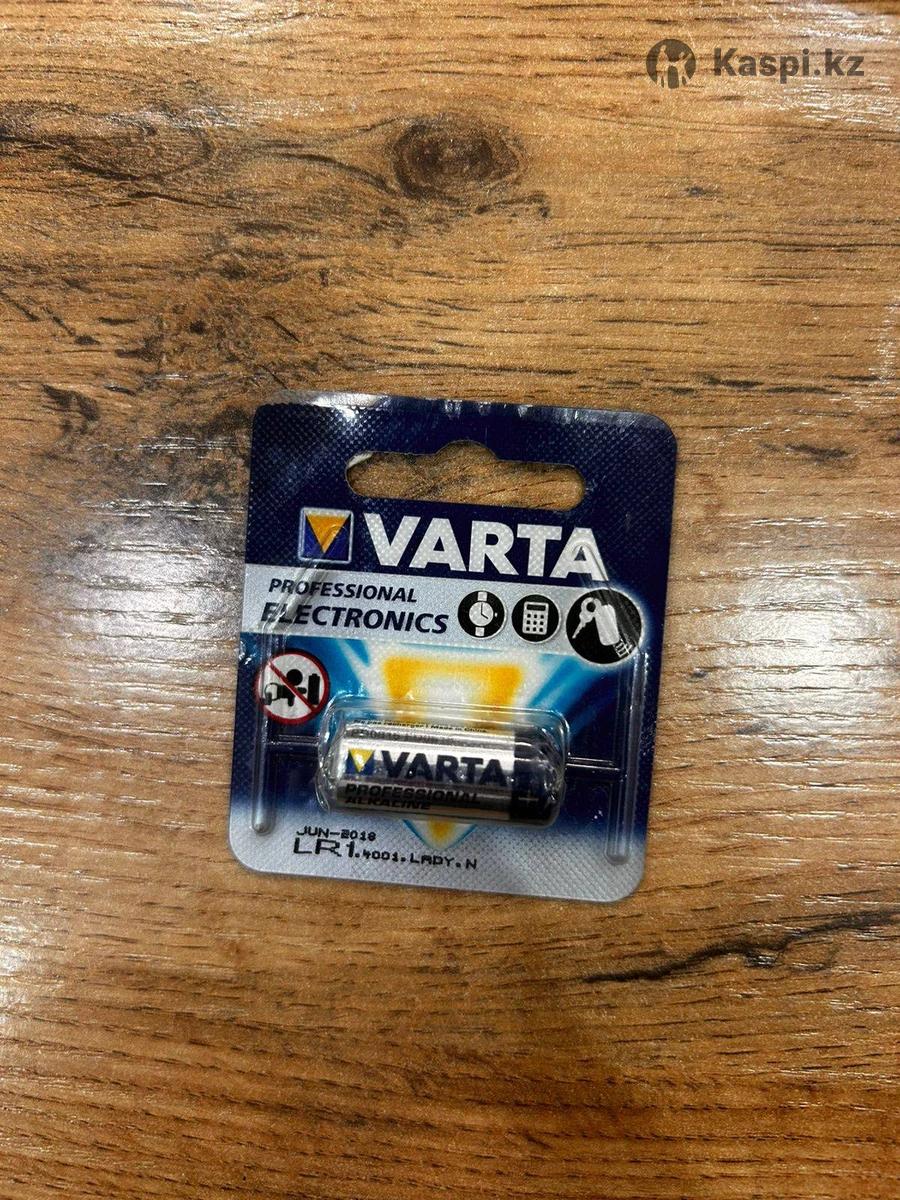 Kaspi.kz
VARTA
PROFESSIONAL
ELECTRONICS
VARTA
PROFESSIONAL
ALKALINE
JUN-2018
LR1.4001.LADY.N